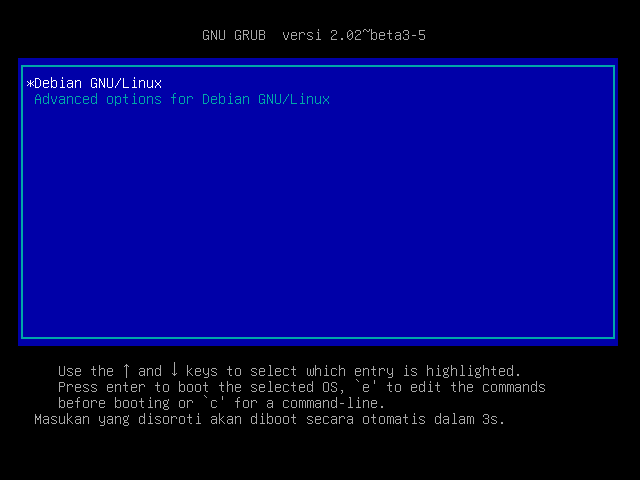 GNU GRUB  versi 2.02~beta3-5
*Debian GNU/Linux
Advanced options for Debian GNU/Linux
Use the ↑ and ↓ keys to select which entry is highlighted.
Press enter to boot the selected OS, `e' to edit the commands
before booting or `c' for a command-line.
Masukan yang disoroti akan diboot secara otomatis dalam 3s.